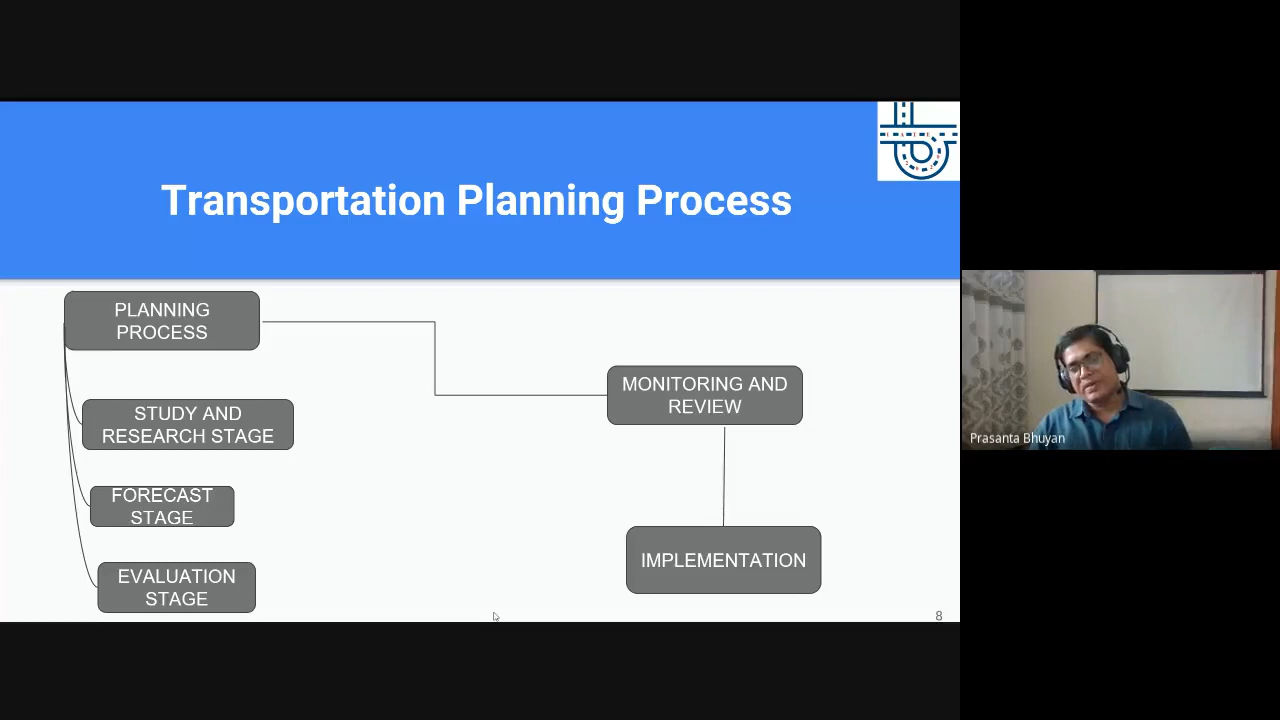 Transportation Planning Process
PLANNING
PROCESS
STUDY AND
RESEARCH STAGE
FORECAST
STAGE
EVALUATION
STAGE
MONITORING AND
REVIEW
IMPLEMENTATION
8
Prasanta Bhuyan